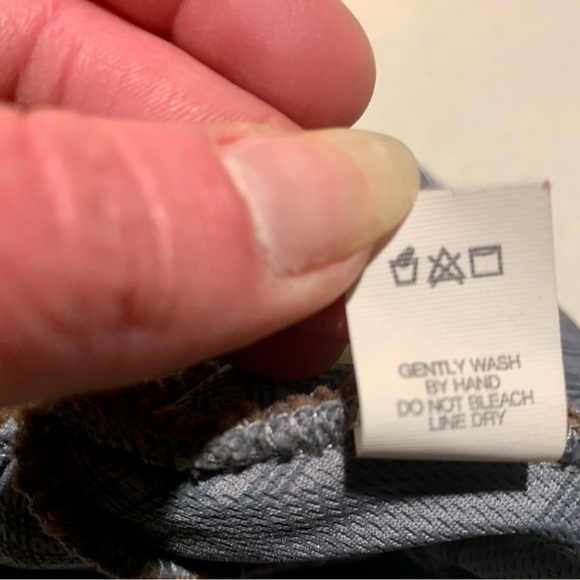 GENTLY WASH
BY HAND
DO NOT BLEACH
LINE DRY